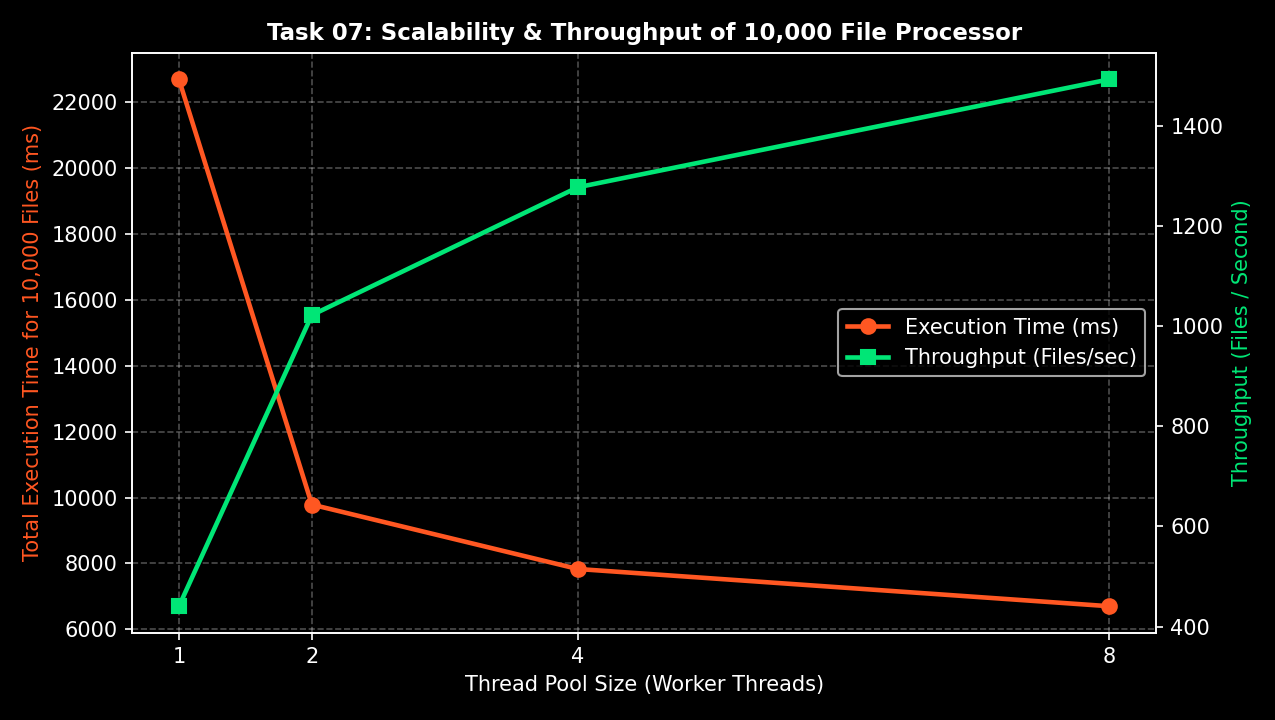 Task 07: Scalability & Throughput of 10,000 File Processor
Total Execution Time for 10,000 Files (ms)
22000
20000
18000
16000
14000
12000
10000
8000
6000
Execution Time (ms)
Throughput (Files/sec)
1400
1200
1000
800
600
400
Throughput (Files / Second)
1 2 4 8
Thread Pool Size (Worker Threads)